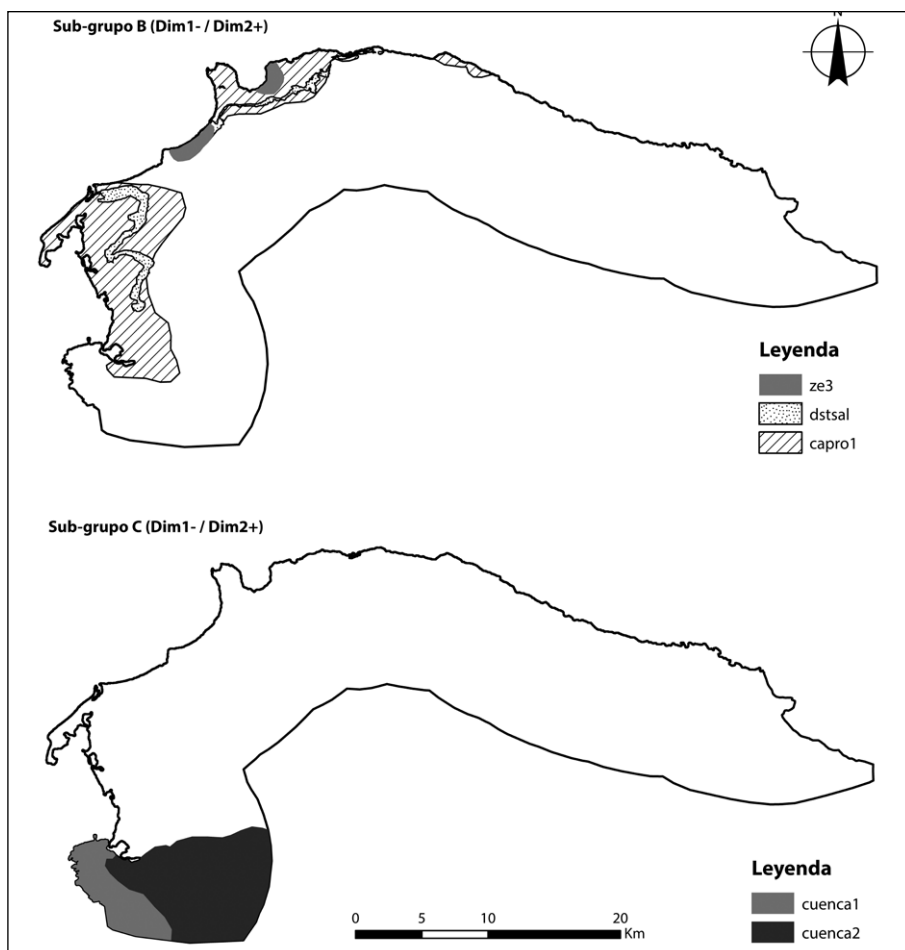 Sub-grupo B (Dim1- / Dim2+)
N
Leyenda
ze3
dstsal
capro1
Sub-grupo C (Dim1- / Dim2+)
Leyenda
cuenca1
cuenca2
0 5 10 20
Km